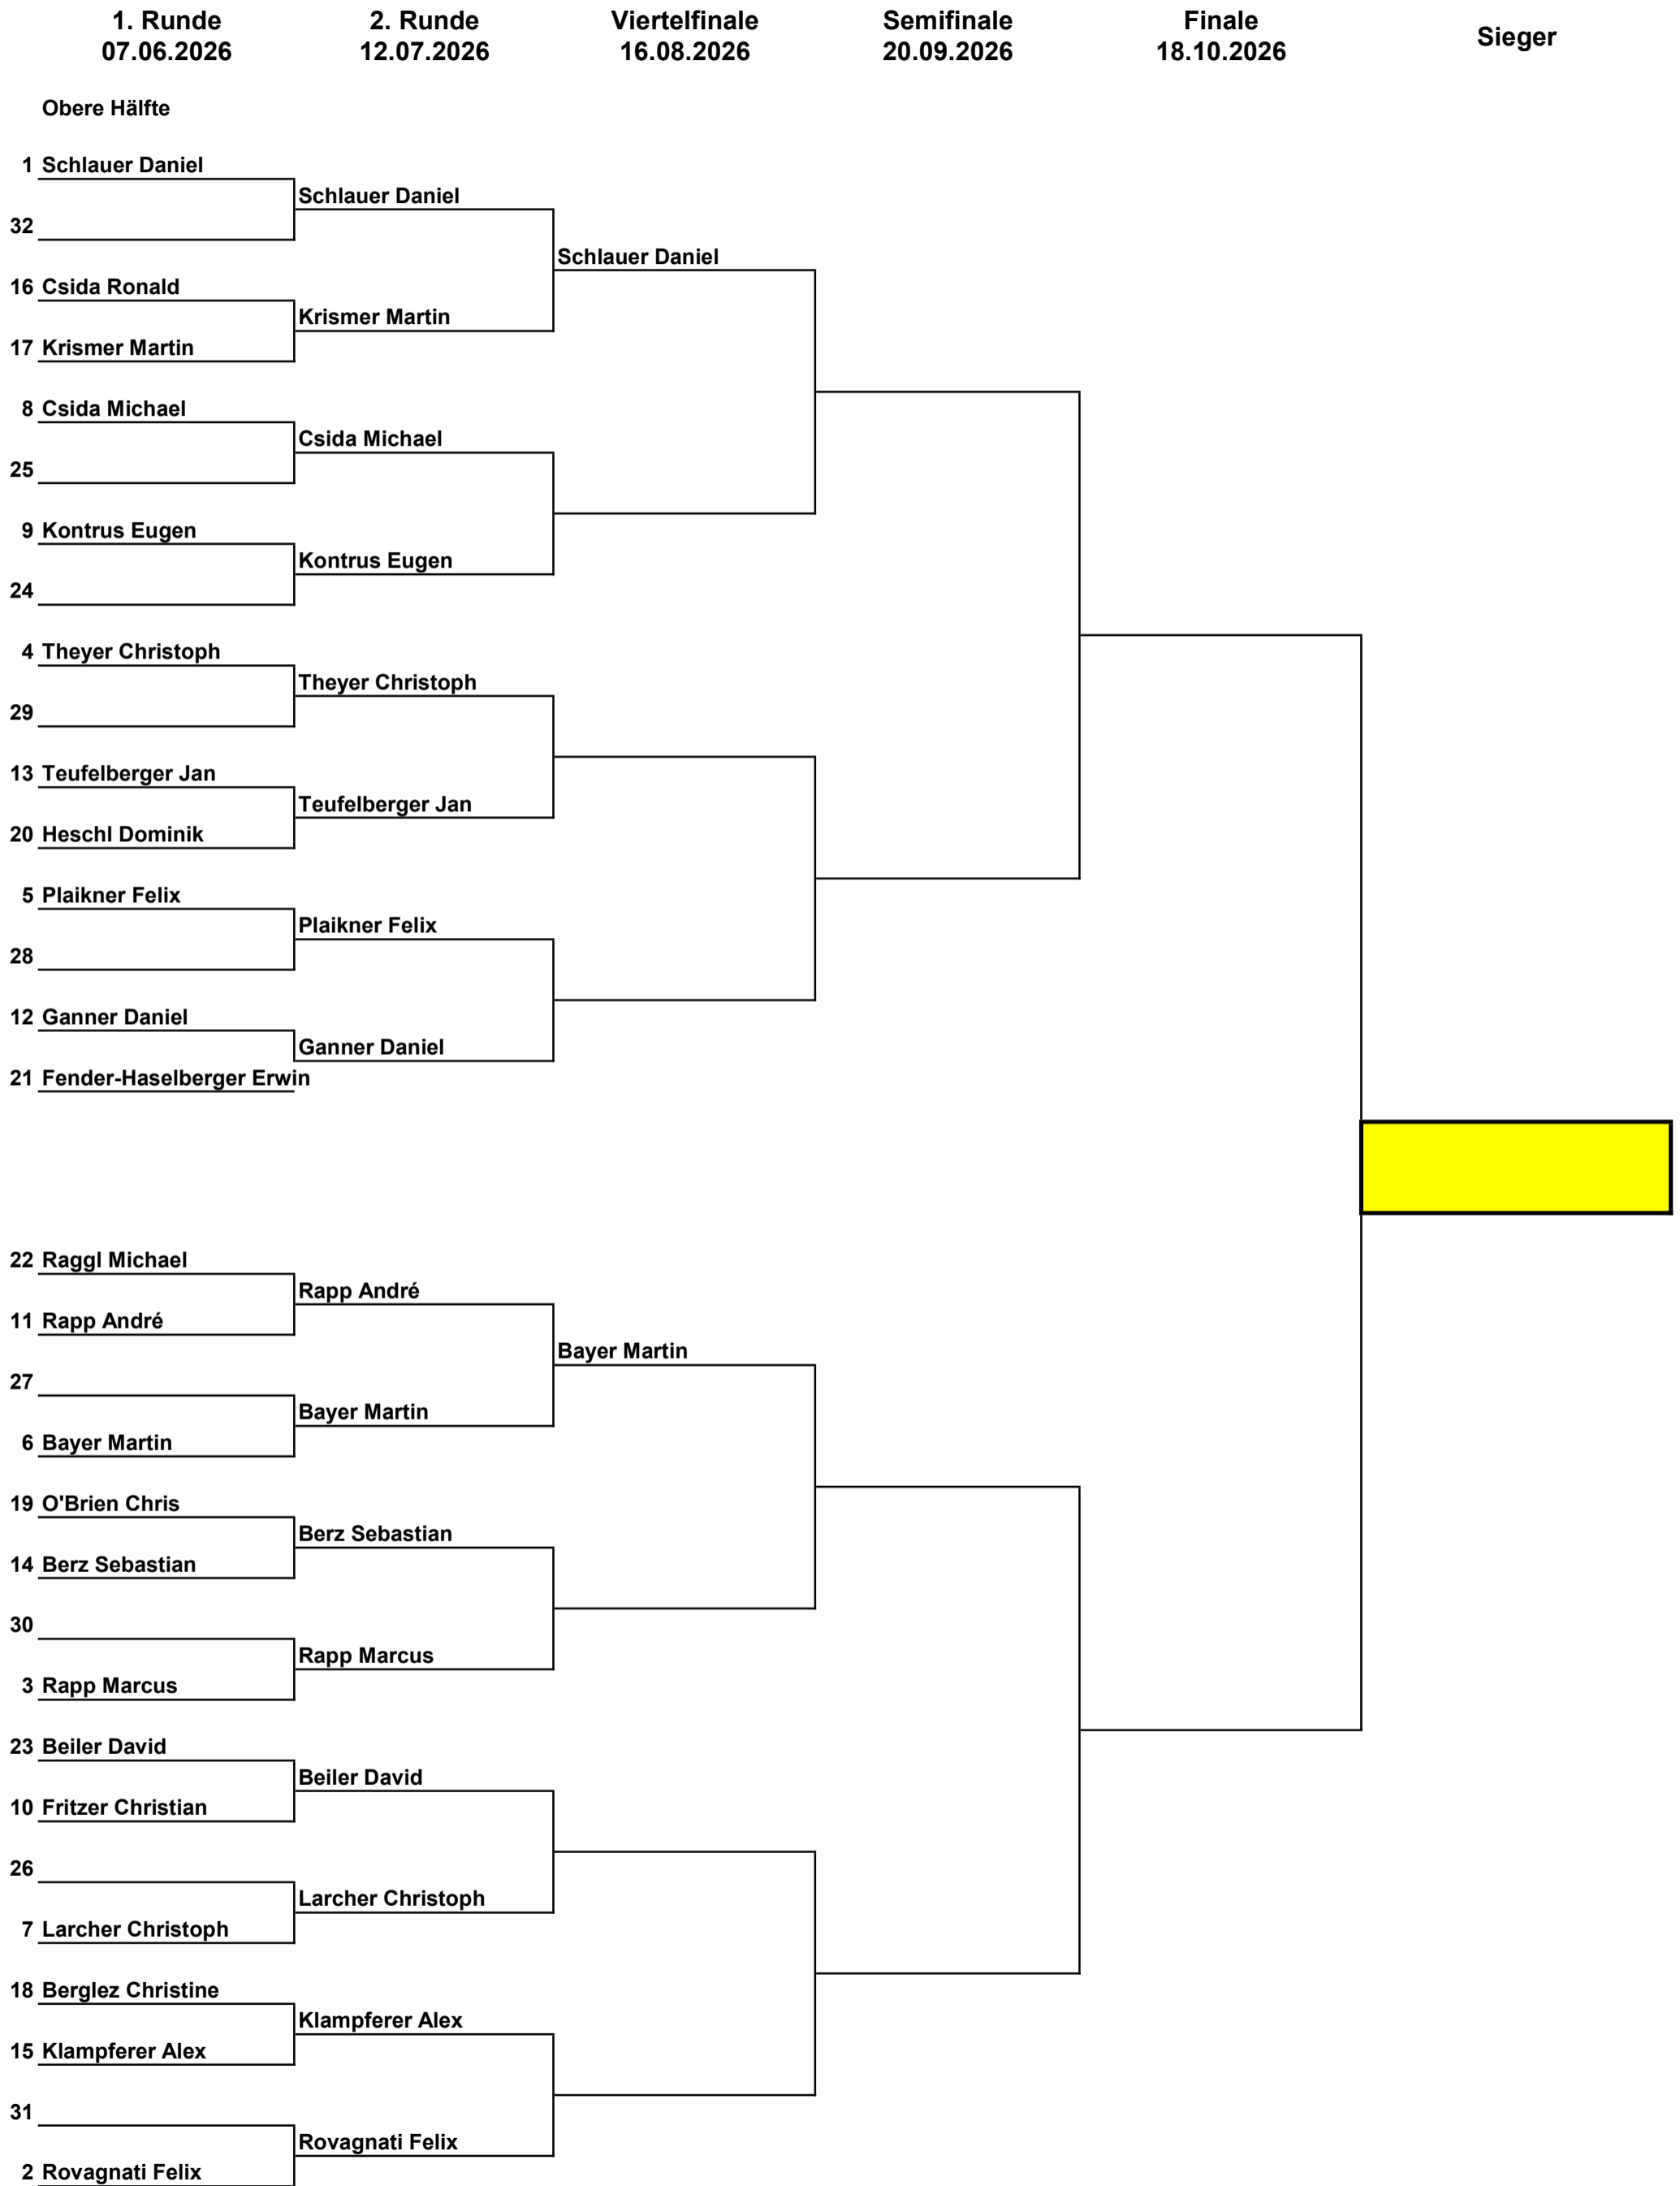 1. Runde
07.06.2026
2. Runde
12.07.2026
Viertelfinale
16.08.2026
Semifinale
20.09.2026
Finale
18.10.2026
Sieger
Obere Hälfte
1 Schlauer Daniel
Schlauer Daniel
32
Schlauer Daniel
16 Csida Ronald
Krismer Martin
17 Krismer Martin
8 Csida Michael
Csida Michael
25
9 Kontrus Eugen
Kontrus Eugen
24
4 Theyer Christoph
Theyer Christoph
29
13 Teufelberger Jan
Teufelberger Jan
20 Heschl Dominik
5 Plaikner Felix
Plaikner Felix
28
12 Ganner Daniel
Ganner Daniel
21 Fender-Haselberger Erwin
22 Raggl Michael
Rapp André
11 Rapp André
Bayer Martin
27
Bayer Martin
6 Bayer Martin
19 O'Brien Chris
Berz Sebastian
14 Berz Sebastian
30
Rapp Marcus
3 Rapp Marcus
23 Beiler David
Beiler David
10 Fritzer Christian
26
Larcher Christoph
7 Larcher Christoph
18 Berglez Christine
Klampferer Alex
15 Klampferer Alex
31
Rovagnati Felix
2 Rovagnati Felix